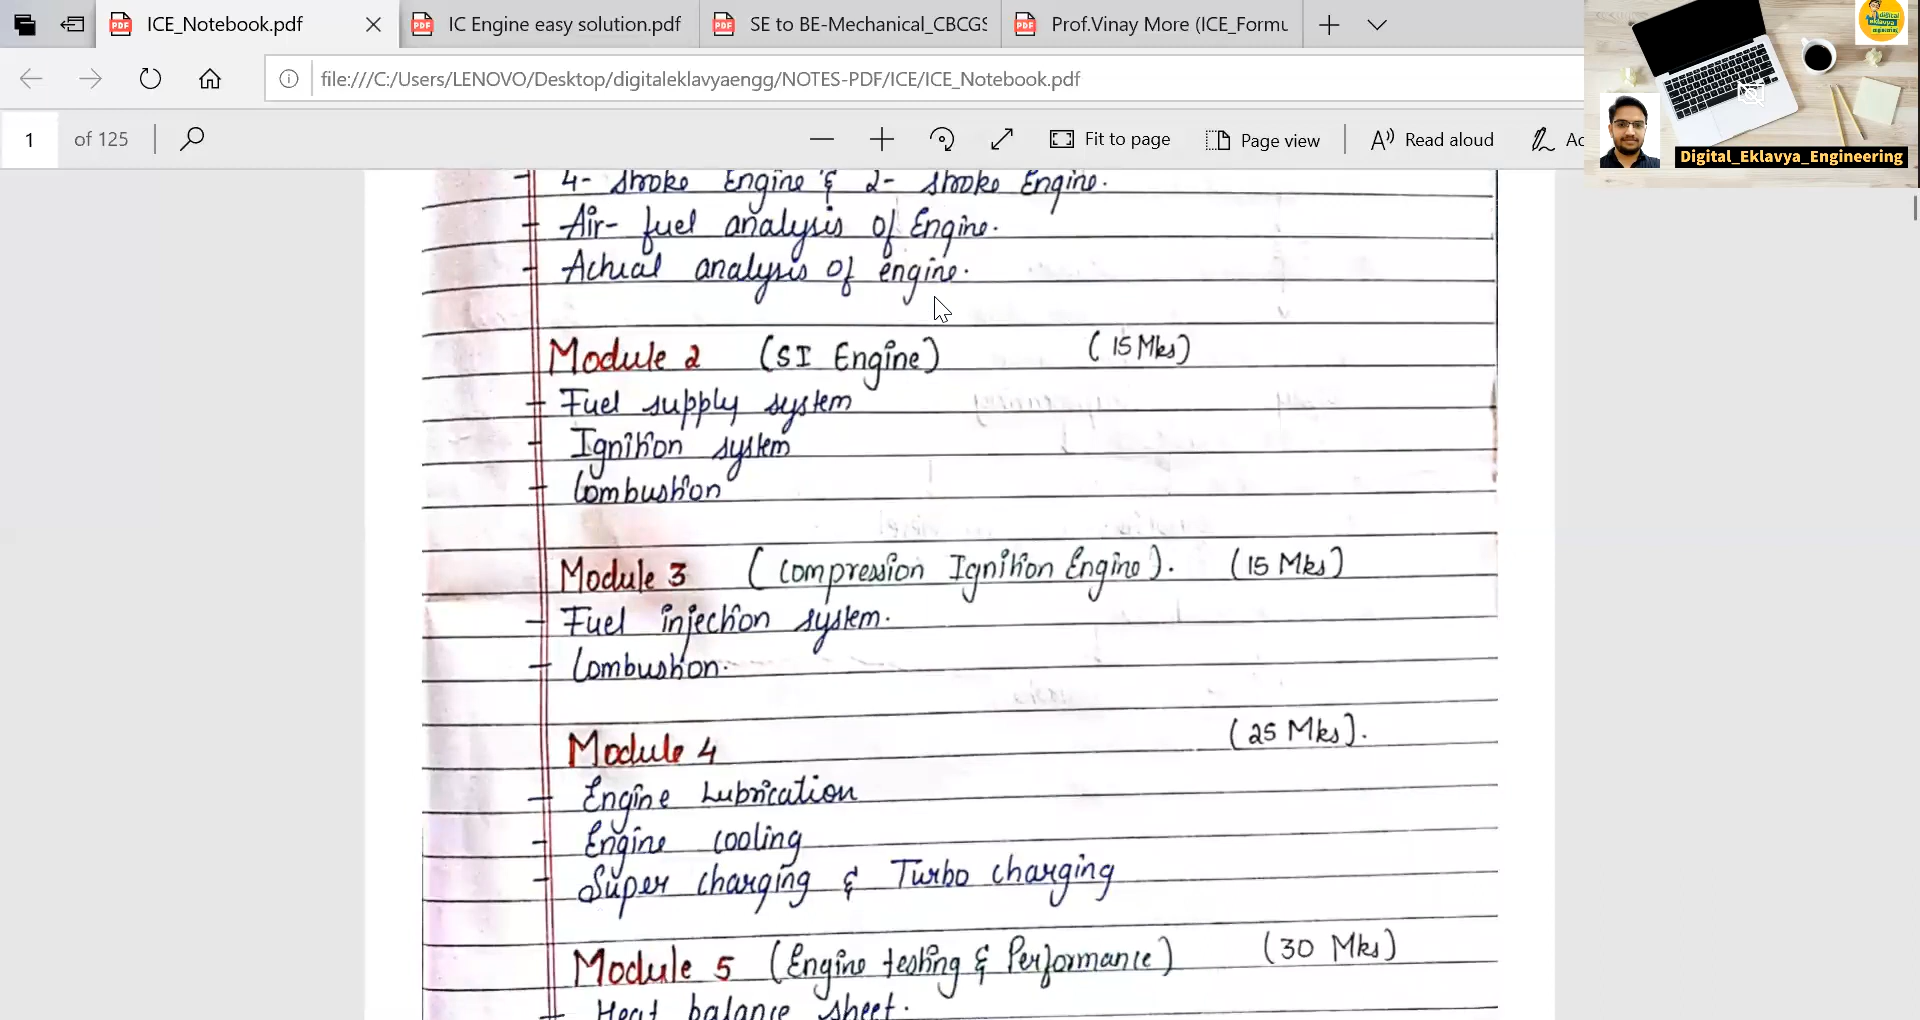 ICE_Notebook.pdf
IC Engine easy solution.pdf
SE to BE-Mechanical_CBCGS
Prof.Vinay More (ICE_Formu
file:///C:/Users/LENOVO/Desktop/digitaleklavyaengg/NOTES-PDF/ICE/ICE_Notebook.pdf
1 of 125
Fit to page
Page view
Read aloud
Ac
Digital_Eklavya_Engineering
- 4- stroke Engine & 2- stroke Engine.
- Air- fuel analysis of Engine.
- Actual analysis of engine.
Module 2 (SI Engine) (15 Mks)
- Fuel supply system
- Ignition system
- Combustion
Module 3 (Compression Ignition Engine). (15 Mks)
- Fuel injection system.
- Combustion.
Module 4 (25 Mks).
- Engine Lubrication
- Engine cooling
- Super charging & Turbo charging
Module 5 (Engine testing & Performance) (30 Mks)
- Heat balance sheet.